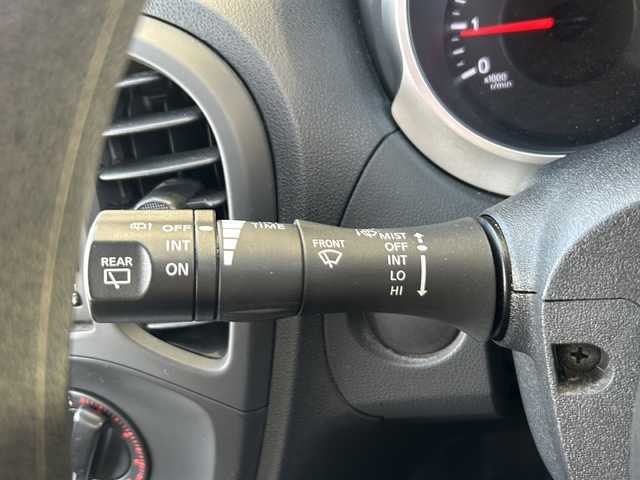 1
0
x1000
r/min
OFF
INT
ON
REAR
TIME
FRONT
MIST
OFF
INT
LO
HI